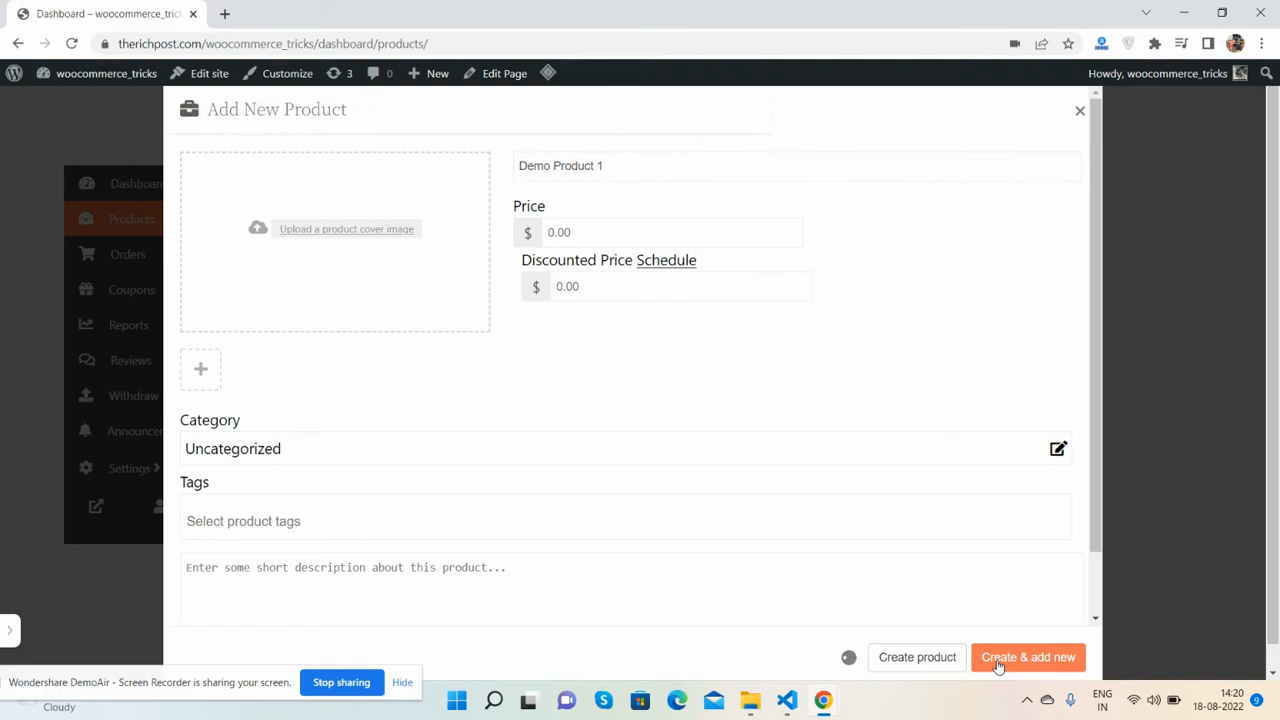 Dashboard – woocommerce_trick
therichpost.com/woocommerce_tricks/dashboard/products/
woocommerce_tricks Edit site Customize 3 0 New Edit Page Howdy, woocommerce_tricks
Add New Product
Demo Product 1
Price
$ 0.00
Discounted Price Schedule
$ 0.00
Upload a product cover image
Dashboar
Products
Orders
Coupons
Reports
Reviews
Withdraw
Announcer
Settings
Category
Uncategorized
Tags
Select product tags
Enter some short description about this product...
Create product Create & add new
Wondershare DemoAir - Screen Recorder is sharing your screen. Stop sharing Hide
Cloudy
ENG
IN
14:20
18-08-2022
9